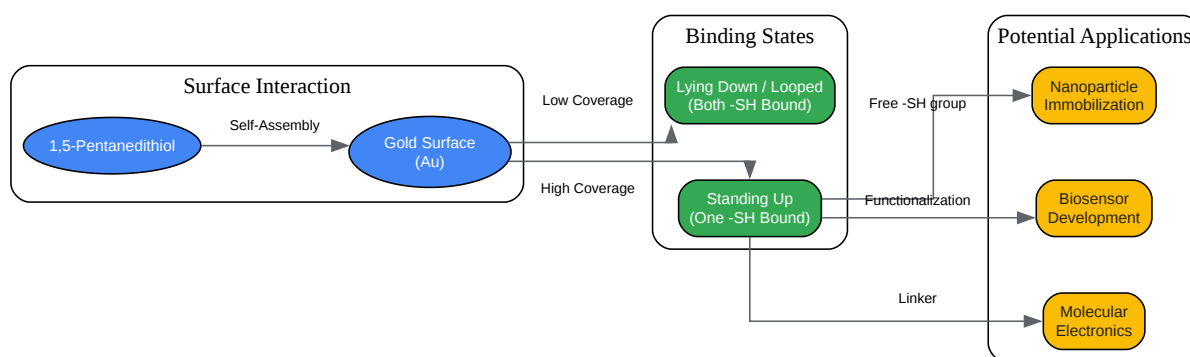 Surface Interaction
1,5-Pentanedithiol
Self-Assembly
Gold Surface
(Au)
Low Coverage
High Coverage
Binding States
Lying Down / Looped
(Both -SH Bound)
Standing Up
(One -SH Bound)
Free -SH group
Functionalization
Linker
Potential Applications
Nanoparticle
Immobilization
Biosensor
Development
Molecular
Electronics